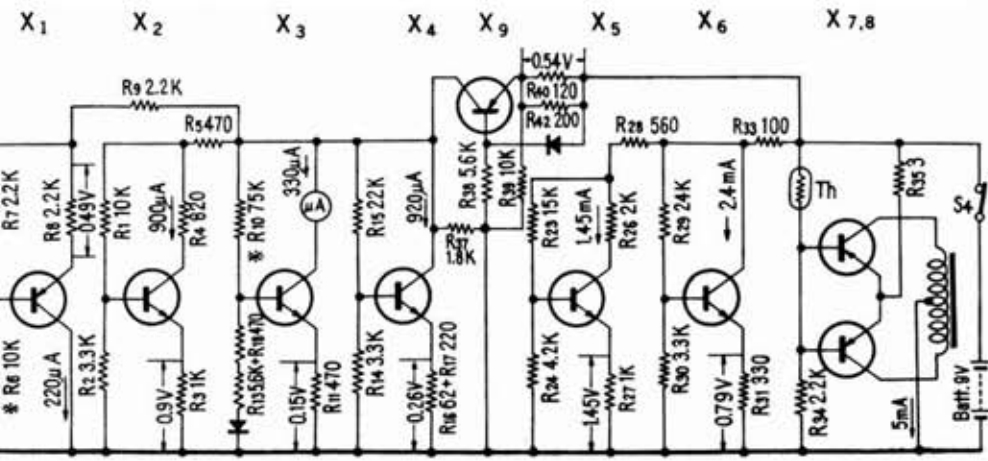 X1 X2 X3 X4 X9 X5 X6 X7,8
0.54V
R9 2.2K
R40 120
R42 200
R5 470
R28 560
R33 100
R7 2.2K
R8 2.2K
0.49V
R1 10K
900μA
R4 820
※ R10 75K
330μA
μA
R15 22K
920μA
R38 5.6K
R39 10K
R23 15K
1.45mA
R26 2K
R29 24K
2.4mA
Th
R35 3
S4
R37
1.8K
※ R6 10K
220μA
R2 3.3K
0.9V
R3 1K
R13 5.6K+R18 470
0.15V
R11 470
R14 3.3K
0.26V
R16 62+R17 220
R24 4.2K
1.45V
R27 1K
R30 3.3K
0.79V
R31 330
R34 2.2K
5mA
Batt. 9V